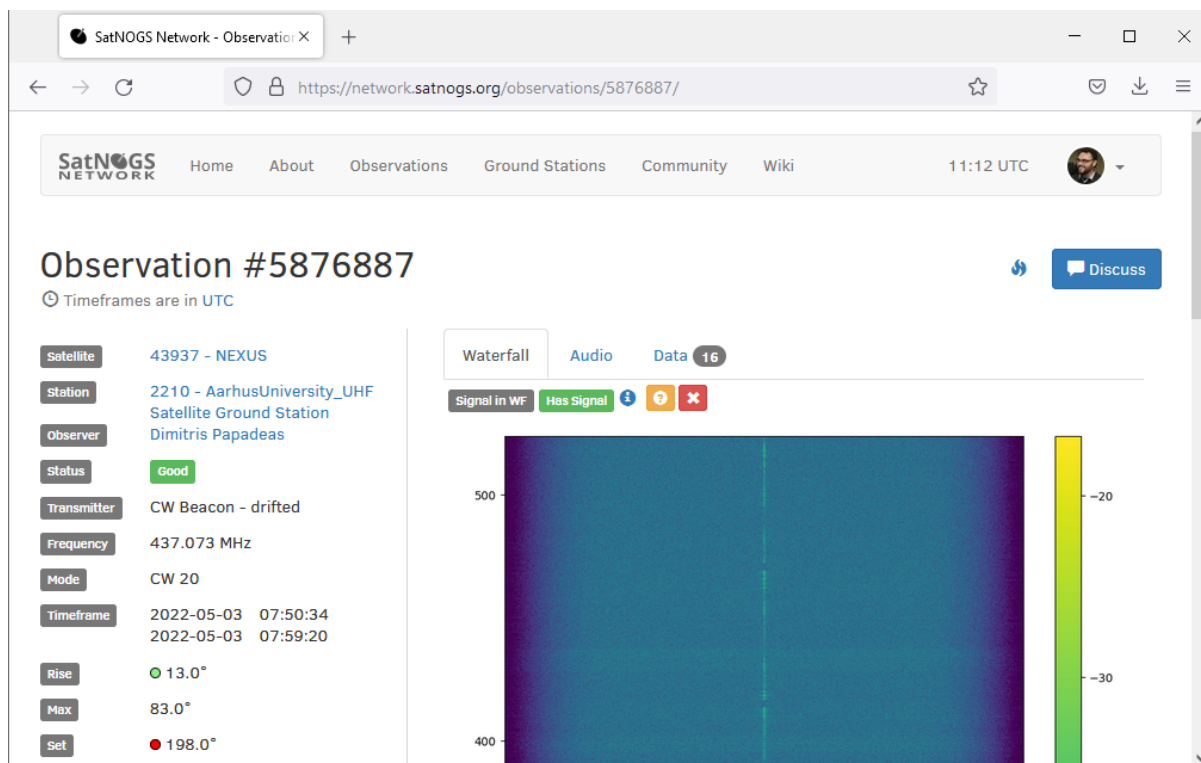 SatNOGS Network - Observatio
https://network.satnogs.org/observations/5876887/
SatNOGS
NETWORK
Home About Observations Ground Stations Community Wiki 11:12 UTC
Observation #5876887
Discuss
Timeframes are in UTC
Satellite 43937 - NEXUS
Station 2210 - AarhusUniversity_UHF
Satellite Ground Station
Observer Dimitris Papadeas
Status Good
Transmitter CW Beacon - drifted
Frequency 437.073 MHz
Mode CW 20
Timeframe 2022-05-03 07:50:34
2022-05-03 07:59:20
Rise 13.0°
Max 83.0°
Set 198.0°
Waterfall Audio Data 16
Signal in WF Has Signal
500
400
-20
-30